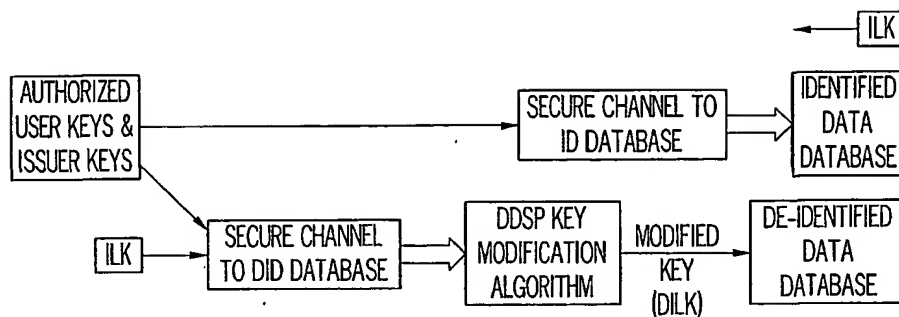 ILK
AUTHORIZED
USER KEYS &
ISSUER KEYS
SECURE CHANNEL TO
ID DATABASE
IDENTIFIED
DATA
DATABASE
ILK
SECURE CHANNEL
TO DID DATABASE
DDSP KEY
MODIFICATION
ALGORITHM
MODIFIED
KEY
(DILK)
DE-IDENTIFIED
DATA
DATABASE